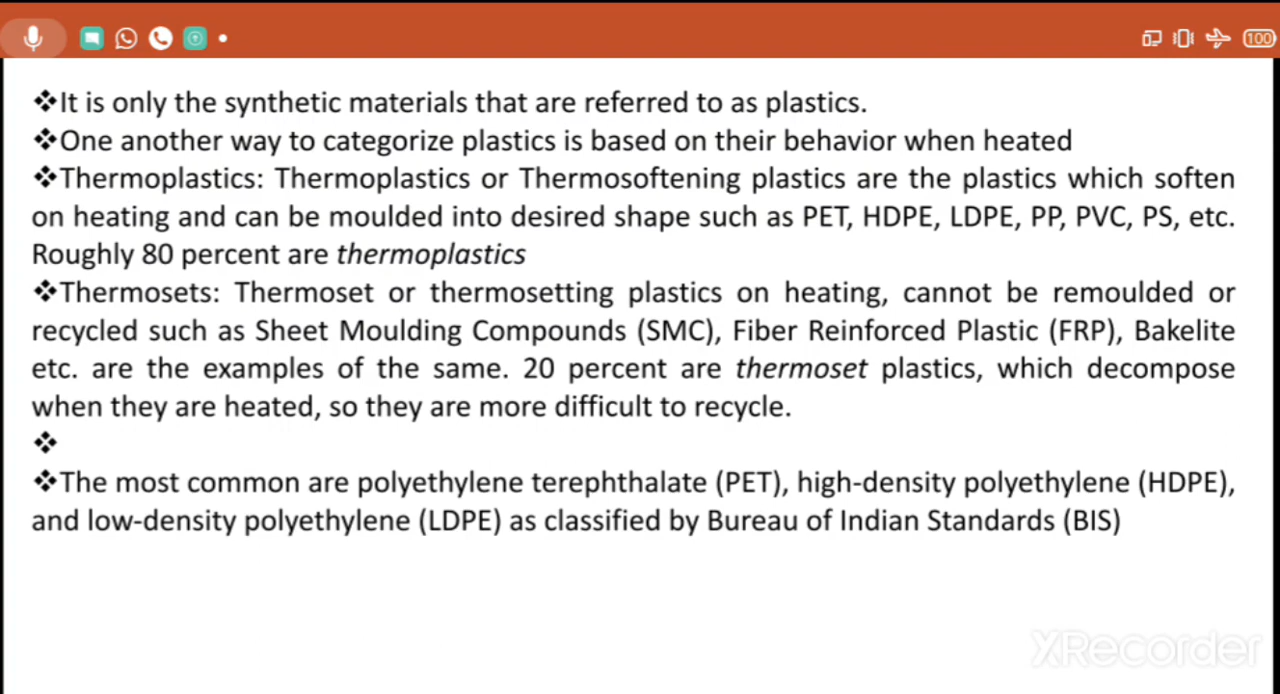 100
❖It is only the synthetic materials that are referred to as plastics.
❖One another way to categorize plastics is based on their behavior when heated
❖Thermoplastics: Thermoplastics or Thermosoftening plastics are the plastics which soften
on heating and can be moulded into desired shape such as PET, HDPE, LDPE, PP, PVC, PS, etc.
Roughly 80 percent are thermoplastics
❖Thermosets: Thermoset or thermosetting plastics on heating, cannot be remoulded or
recycled such as Sheet Moulding Compounds (SMC), Fiber Reinforced Plastic (FRP), Bakelite
etc. are the examples of the same. 20 percent are thermoset plastics, which decompose
when they are heated, so they are more difficult to recycle.
❖
❖The most common are polyethylene terephthalate (PET), high-density polyethylene (HDPE),
and low-density polyethylene (LDPE) as classified by Bureau of Indian Standards (BIS)
XRecorder